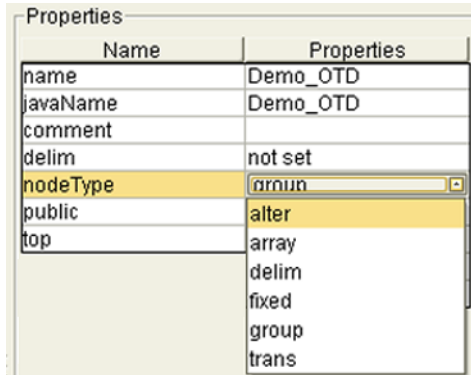 Properties
Name Properties
name Demo_OTD
javaName Demo_OTD
comment
delim not set
nodeType group
public alter
top array
delim
fixed
group
trans